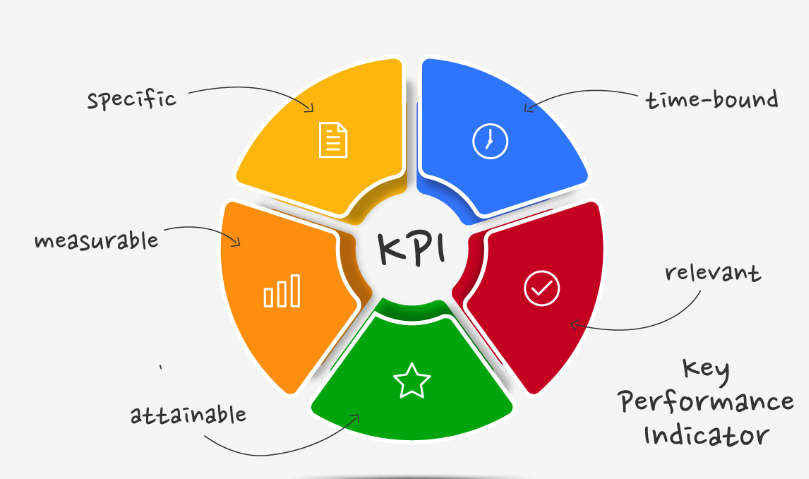 specific
time-bound
measurable
KPI
relevant
attainable
Key
Performance
Indicator